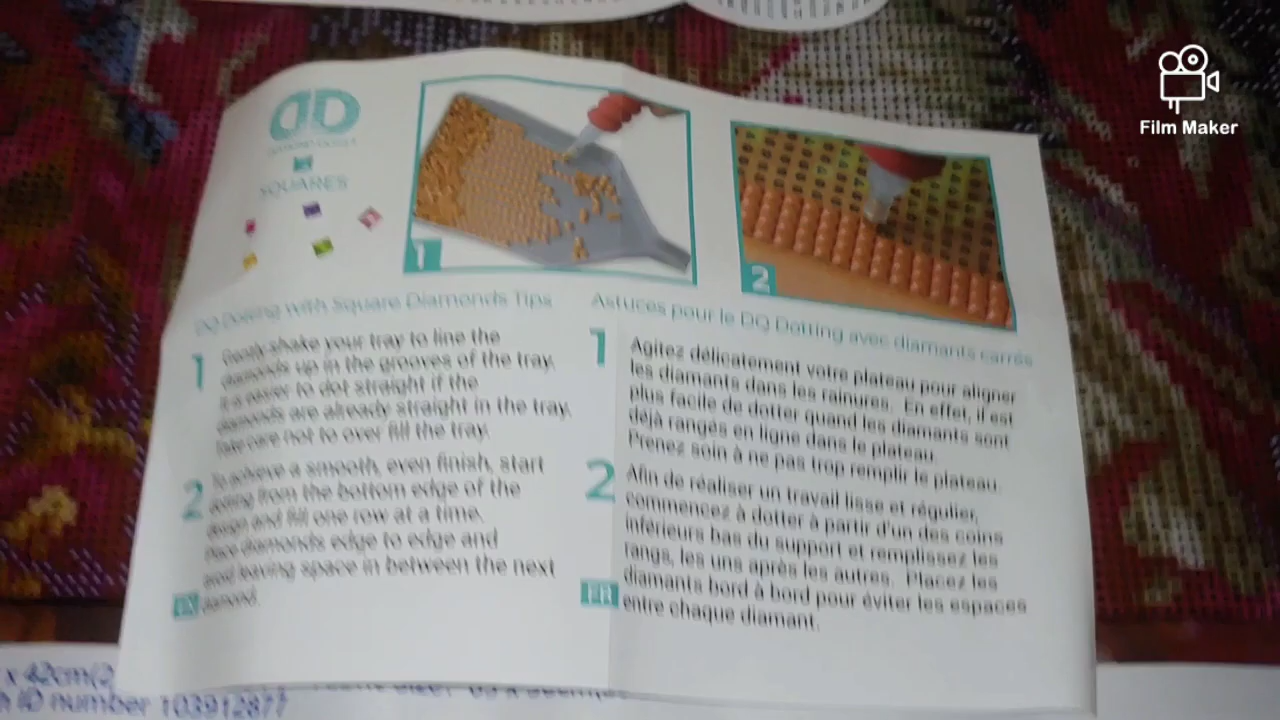 Film Maker
DD
SQUARES
1
2
DQ Dotting with Square Diamonds Tips
1
Gently shake your tray to line the
diamonds up in the grooves of the tray.
It is easier to dot straight if the
diamonds are already straight in the tray.
Take care not to over fill the tray.
2
To achieve a smooth, even finish, start
doting from the bottom edge of the
design and fill one row at a time.
Place diamonds edge to edge and
avoid leaving space in between the next
diamond.
EN
Astuces pour le DQ Dotting avec diamants carrés
1
Agitez délicatement votre plateau pour aligner
les diamants dans les rainures. En effet, il est
plus facile de dotter quand les diamants sont
déjà rangés en ligne dans le plateau.
Prenez soin à ne pas trop remplir le plateau.
2
Afin de réaliser un travail lisse et régulier,
commencez à dotter à partir d'un des coins
inférieurs bas du support et remplissez les
rangs, les uns après les autres. Placez les
diamants bord à bord pour éviter les espaces
entre chaque diamant.
FR
x 42cm(2
ID number 103912877